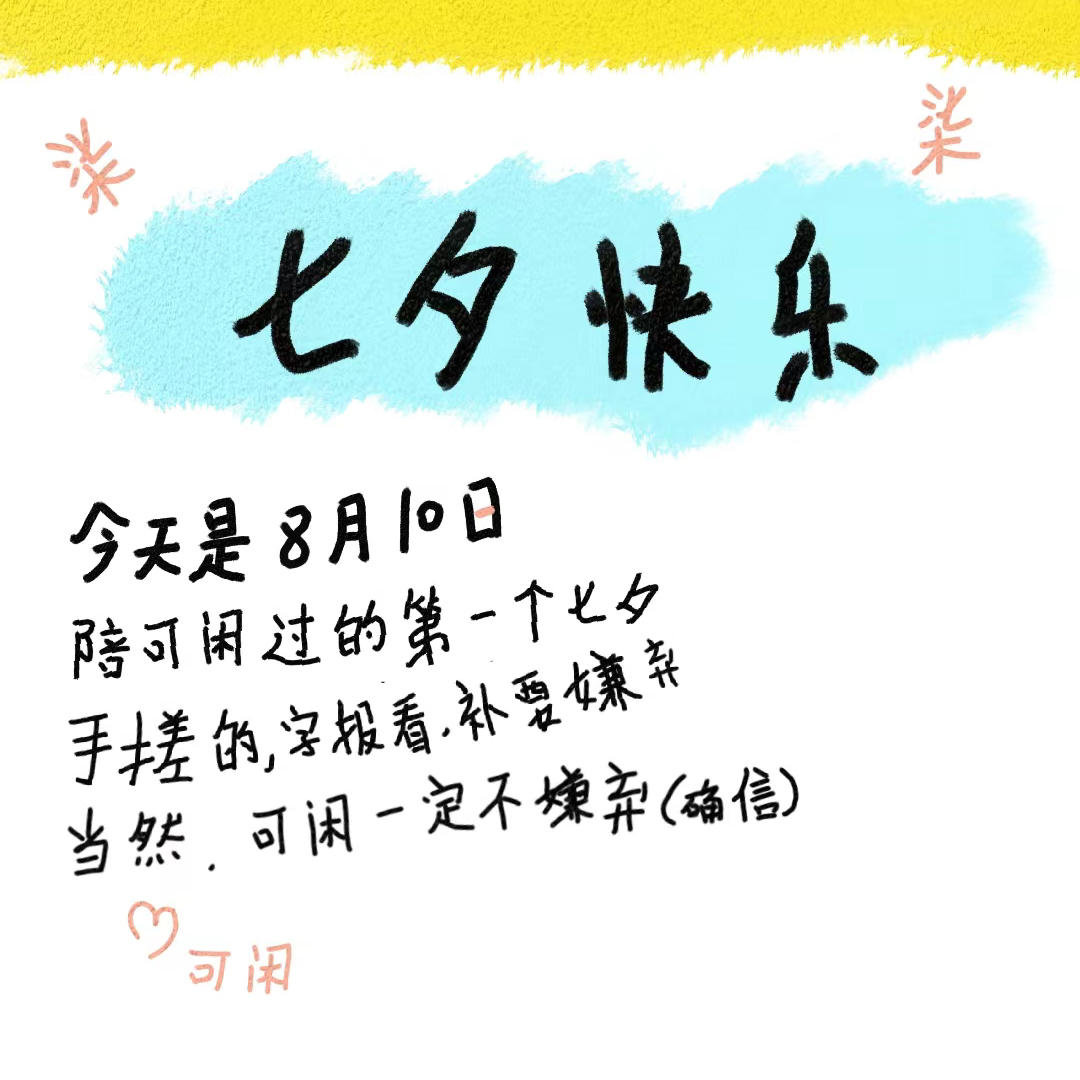 柒
柒
七夕快乐
今天是8月10日
陪可闲过的第一个七夕
手搓的,字报看.补要嫌弃
当然.可闲一定不嫌弃(确信)
♡可闲